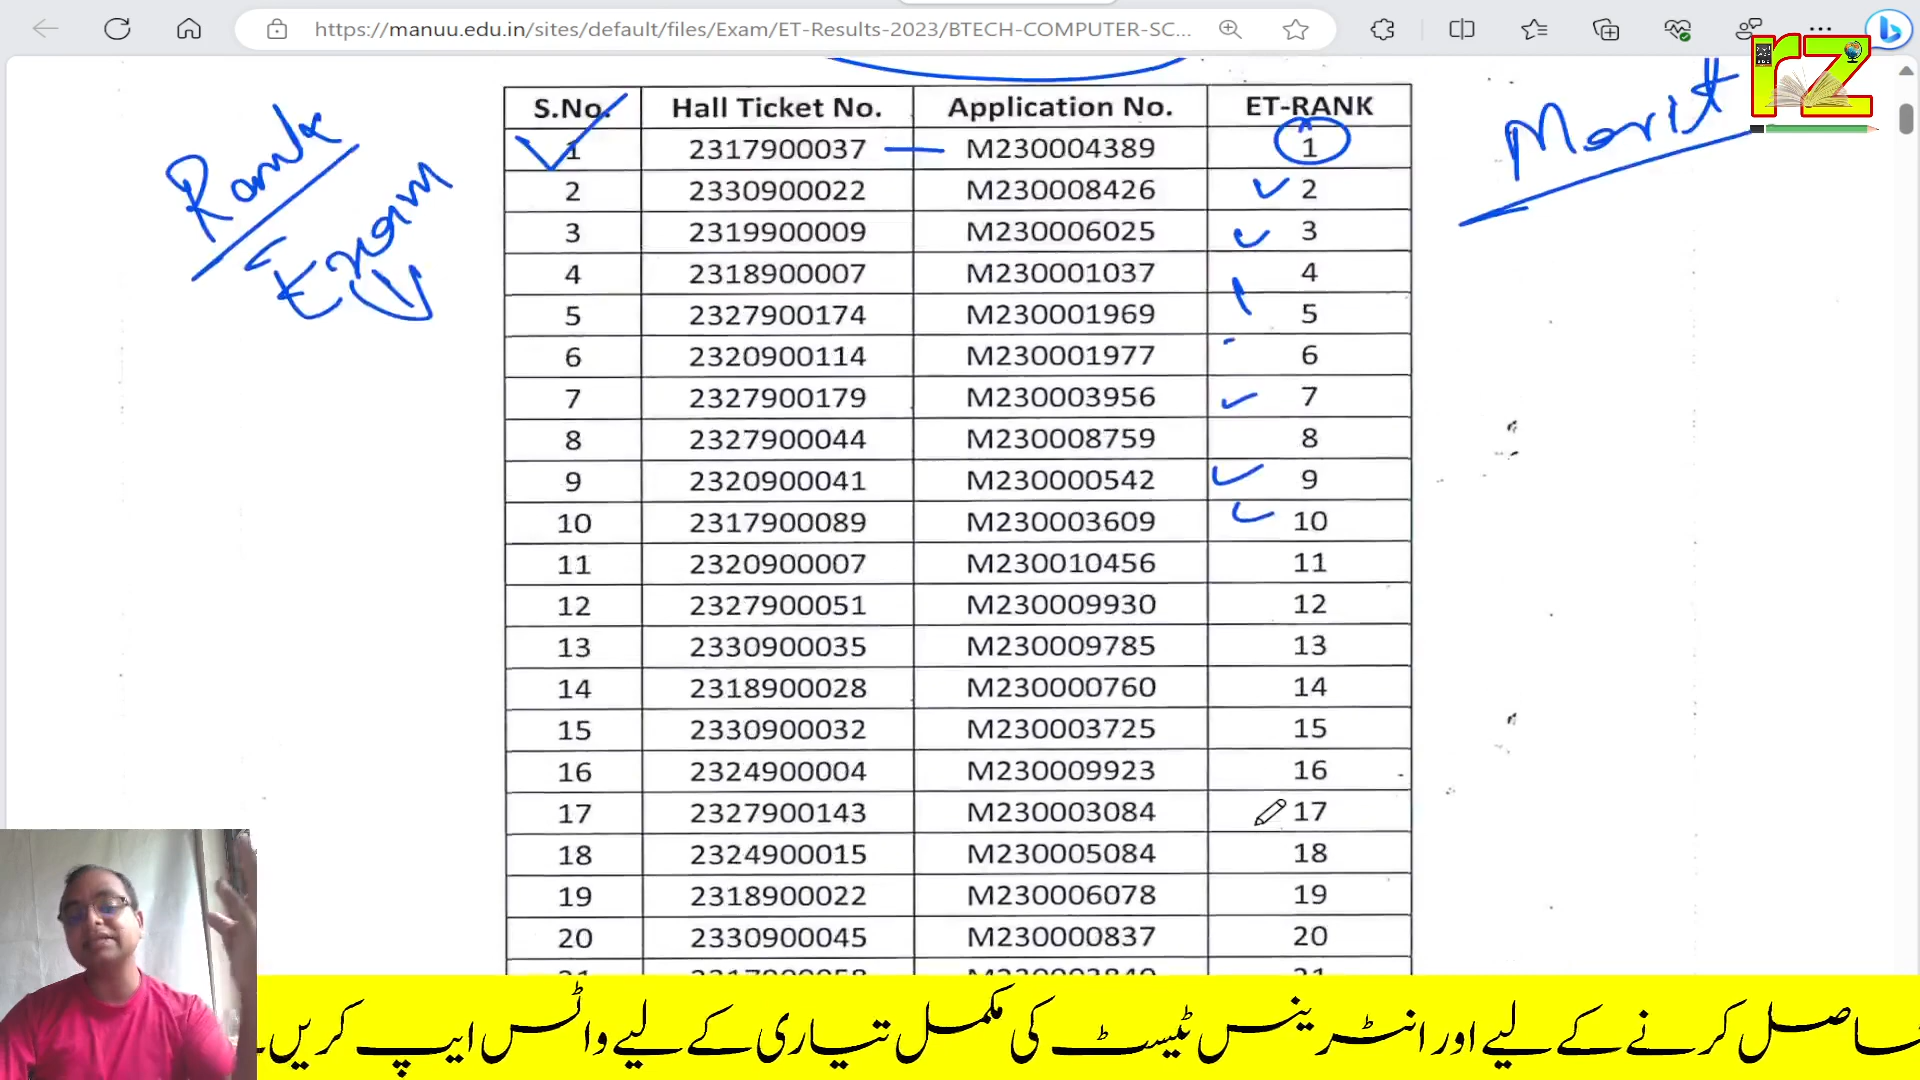 https://manuu.edu.in/sites/default/files/Exam/ET-Results-2023/BTECH-COMPUTER-SC...
rz
Rank
Exam
Merit
S.No. Hall Ticket No. Application No. ET-RANK
1 2317900037 M230004389 1
2 2330900022 M230008426 2
3 2319900009 M230006025 3
4 2318900007 M230001037 4
5 2327900174 M230001969 5
6 2320900114 M230001977 6
7 2327900179 M230003956 7
8 2327900044 M230008759 8
9 2320900041 M230000542 9
10 2317900089 M230003609 10
11 2320900007 M230010456 11
12 2327900051 M230009930 12
13 2330900035 M230009785 13
14 2318900028 M230000760 14
15 2330900032 M230003725 15
16 2324900004 M230009923 16
17 2327900143 M230003084 17
18 2324900015 M230005084 18
19 2318900022 M230006078 19
20 2330900045 M230000837 20
حاصل کرنے کے لیے اور انٹرینس ٹیسٹ کی مکمل تیاری کے لیے واٹس ایپ کریں۔